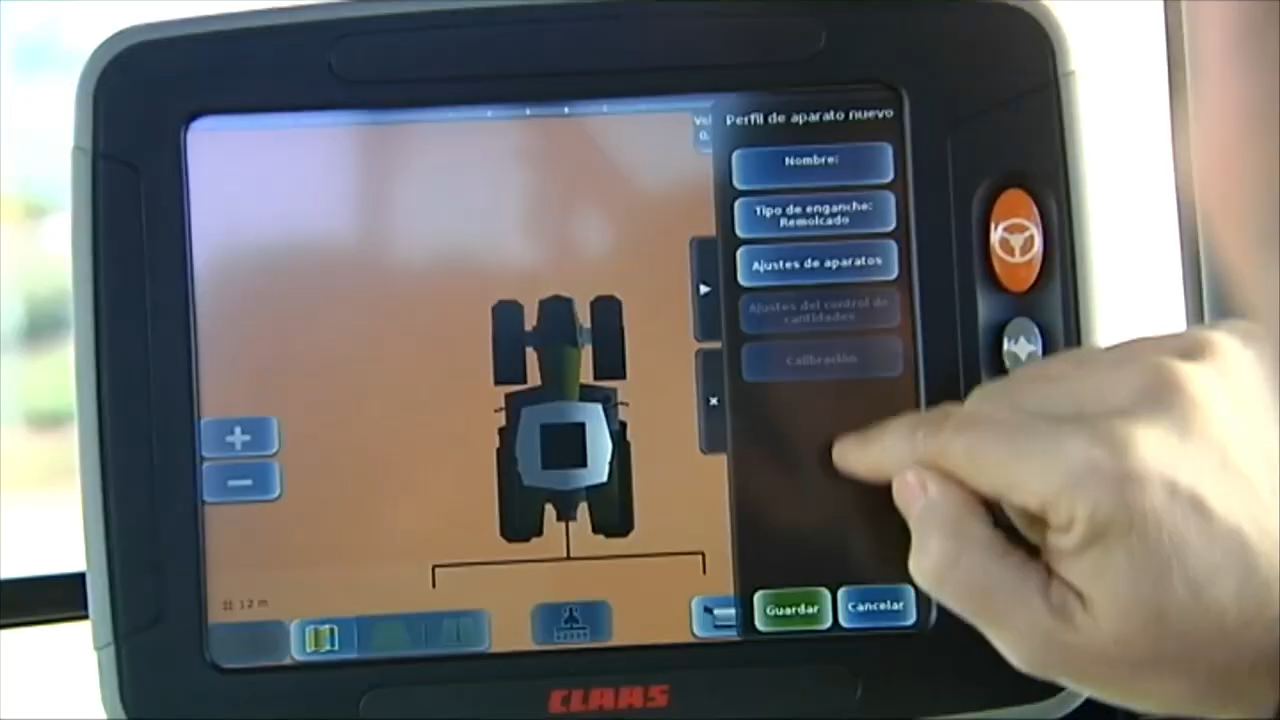 Perfil de aparato nuevo
Nombre:
Tipo de enganche:
Remolcado
Ajustes de aparatos
Ajustes del control de
cantidades
Calibración
12 m
Guardar
Cancelar
CLAAS